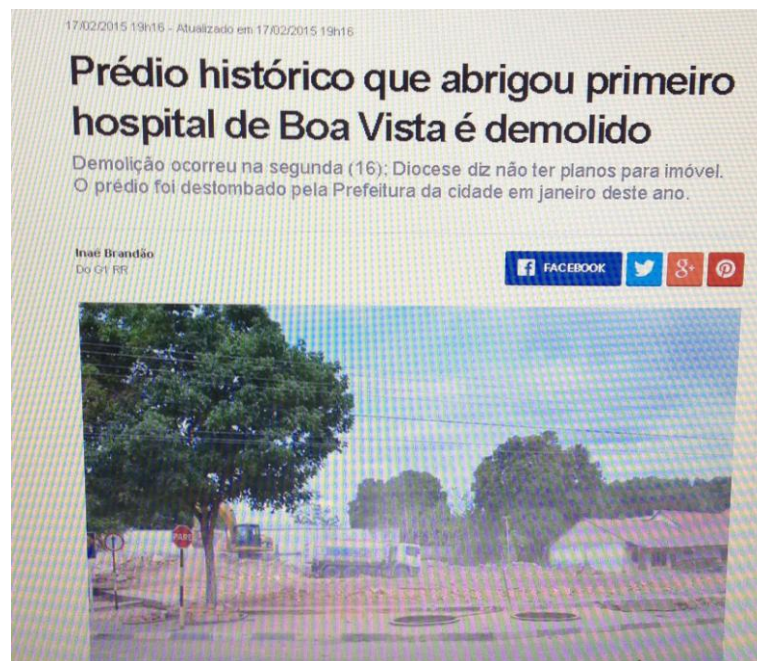 17/02/2015 19h16 - Atualizado em 17/02/2015 19h16
Prédio histórico que abrigou primeiro
hospital de Boa Vista é demolido
Demolição ocorreu na segunda (16); Diocese diz não ter planos para imóvel.
O prédio foi destombado pela Prefeitura da cidade em janeiro deste ano.
Inaê Brandão
Do G1 RR
f FACEBOOK
8+
PARE